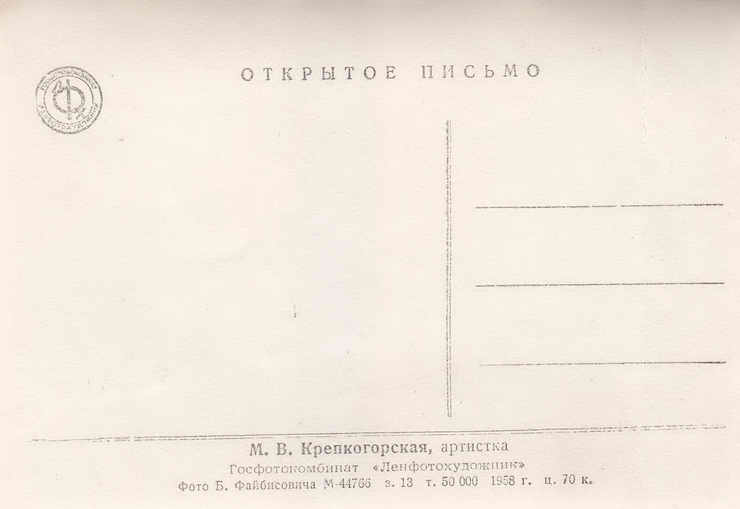 ОТКРЫТОЕ ПИСЬМО
М. В. Крепкогорская, артистка
Госфотокомбинат «Ленфотохудожник»
Фото Б. Файбисовича М-44766 з. 13 т. 50 000 1958 г. ц. 70 к.